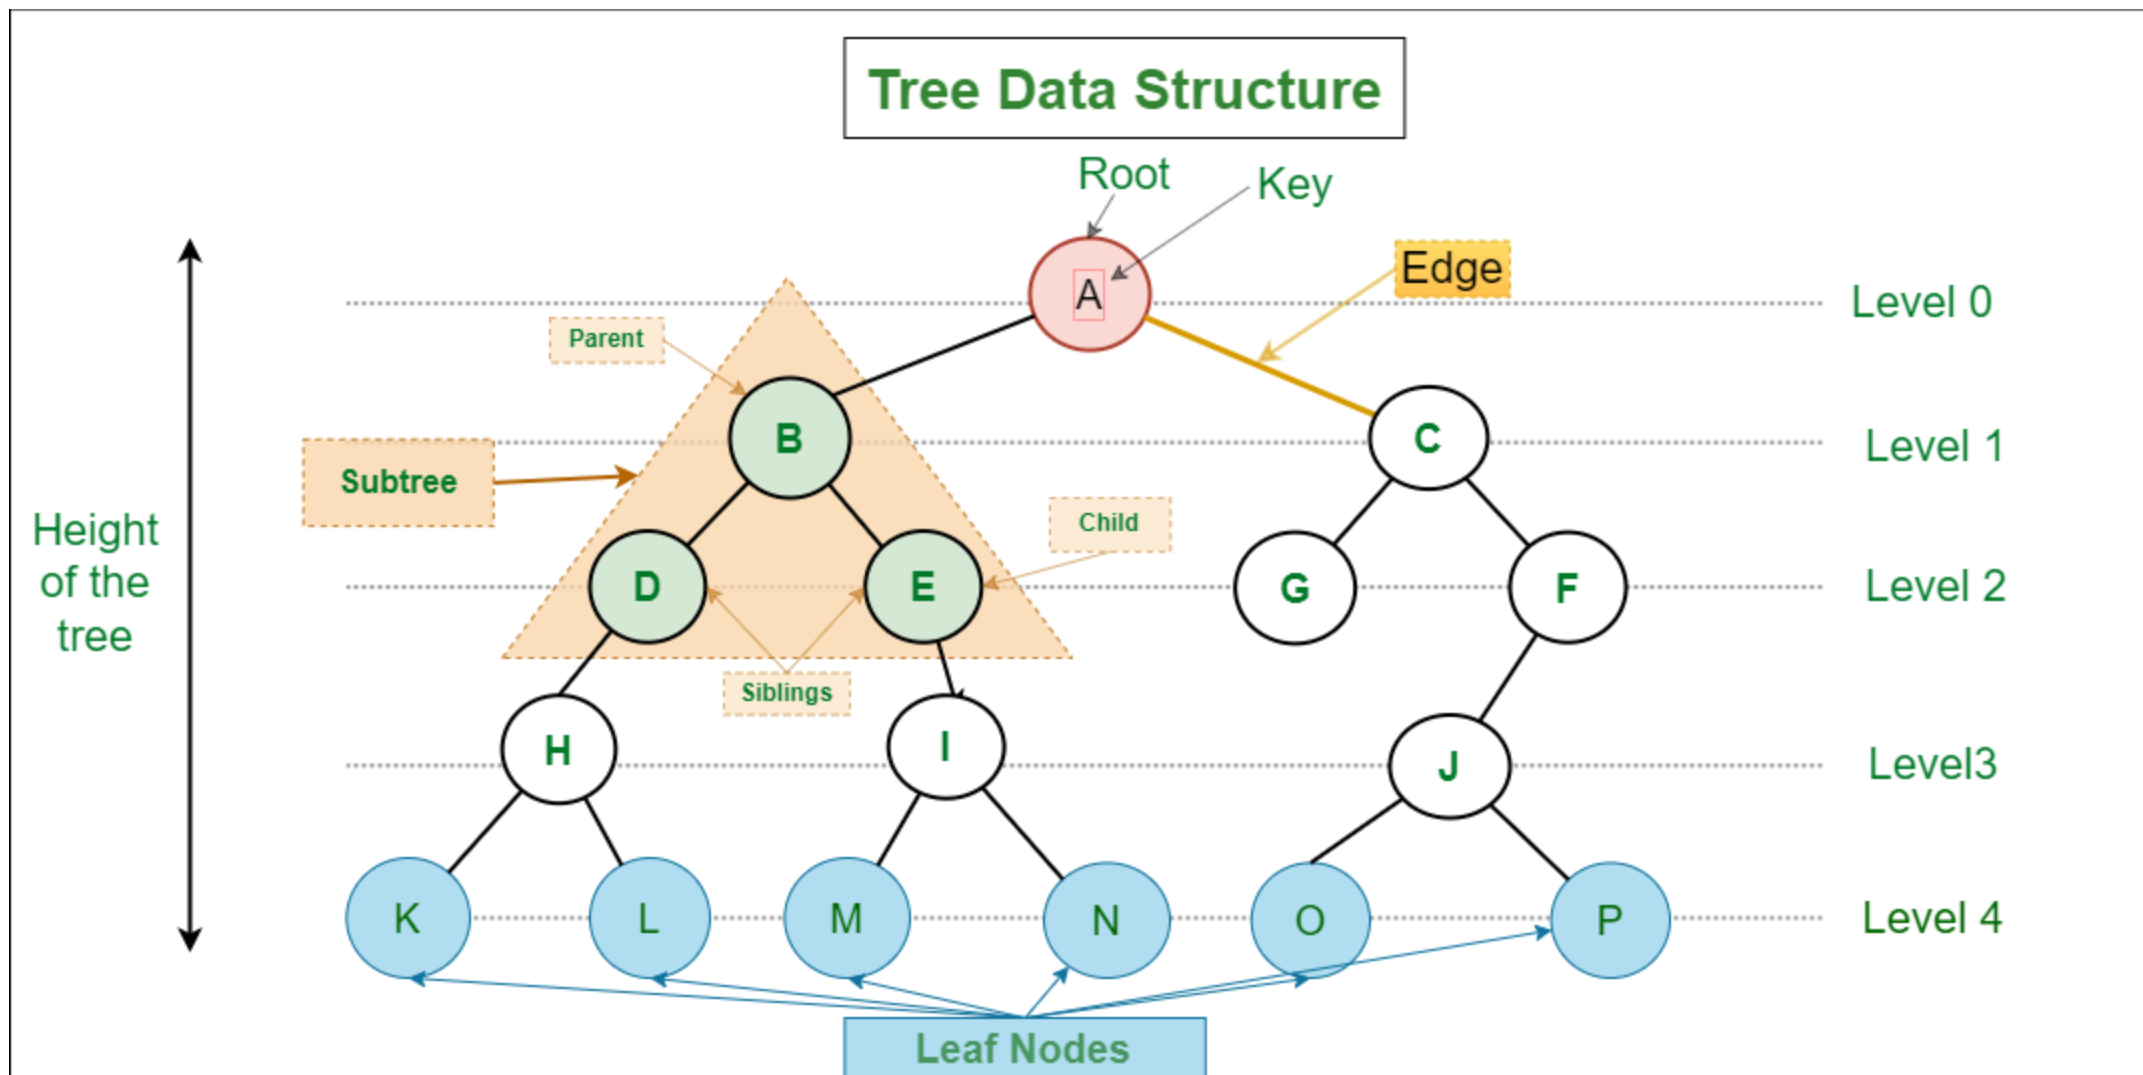 Tree Data Structure
Root
Key
A
Edge
Level 0
Parent
B
C
Level 1
Subtree
Child
Height
of the
tree
D
E
G
F
Level 2
Siblings
H
I
J
Level3
K
L
M
N
O
P
Level 4
Leaf Nodes